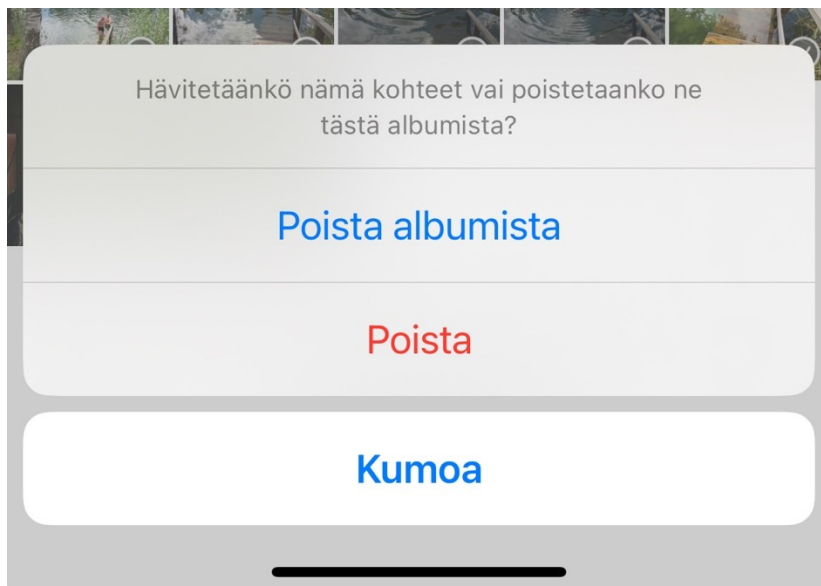 Hävitetäänkö nämä kohteet vai poistetaanko ne
tästä albumista?
Poista albumista
Poista
Kumoa